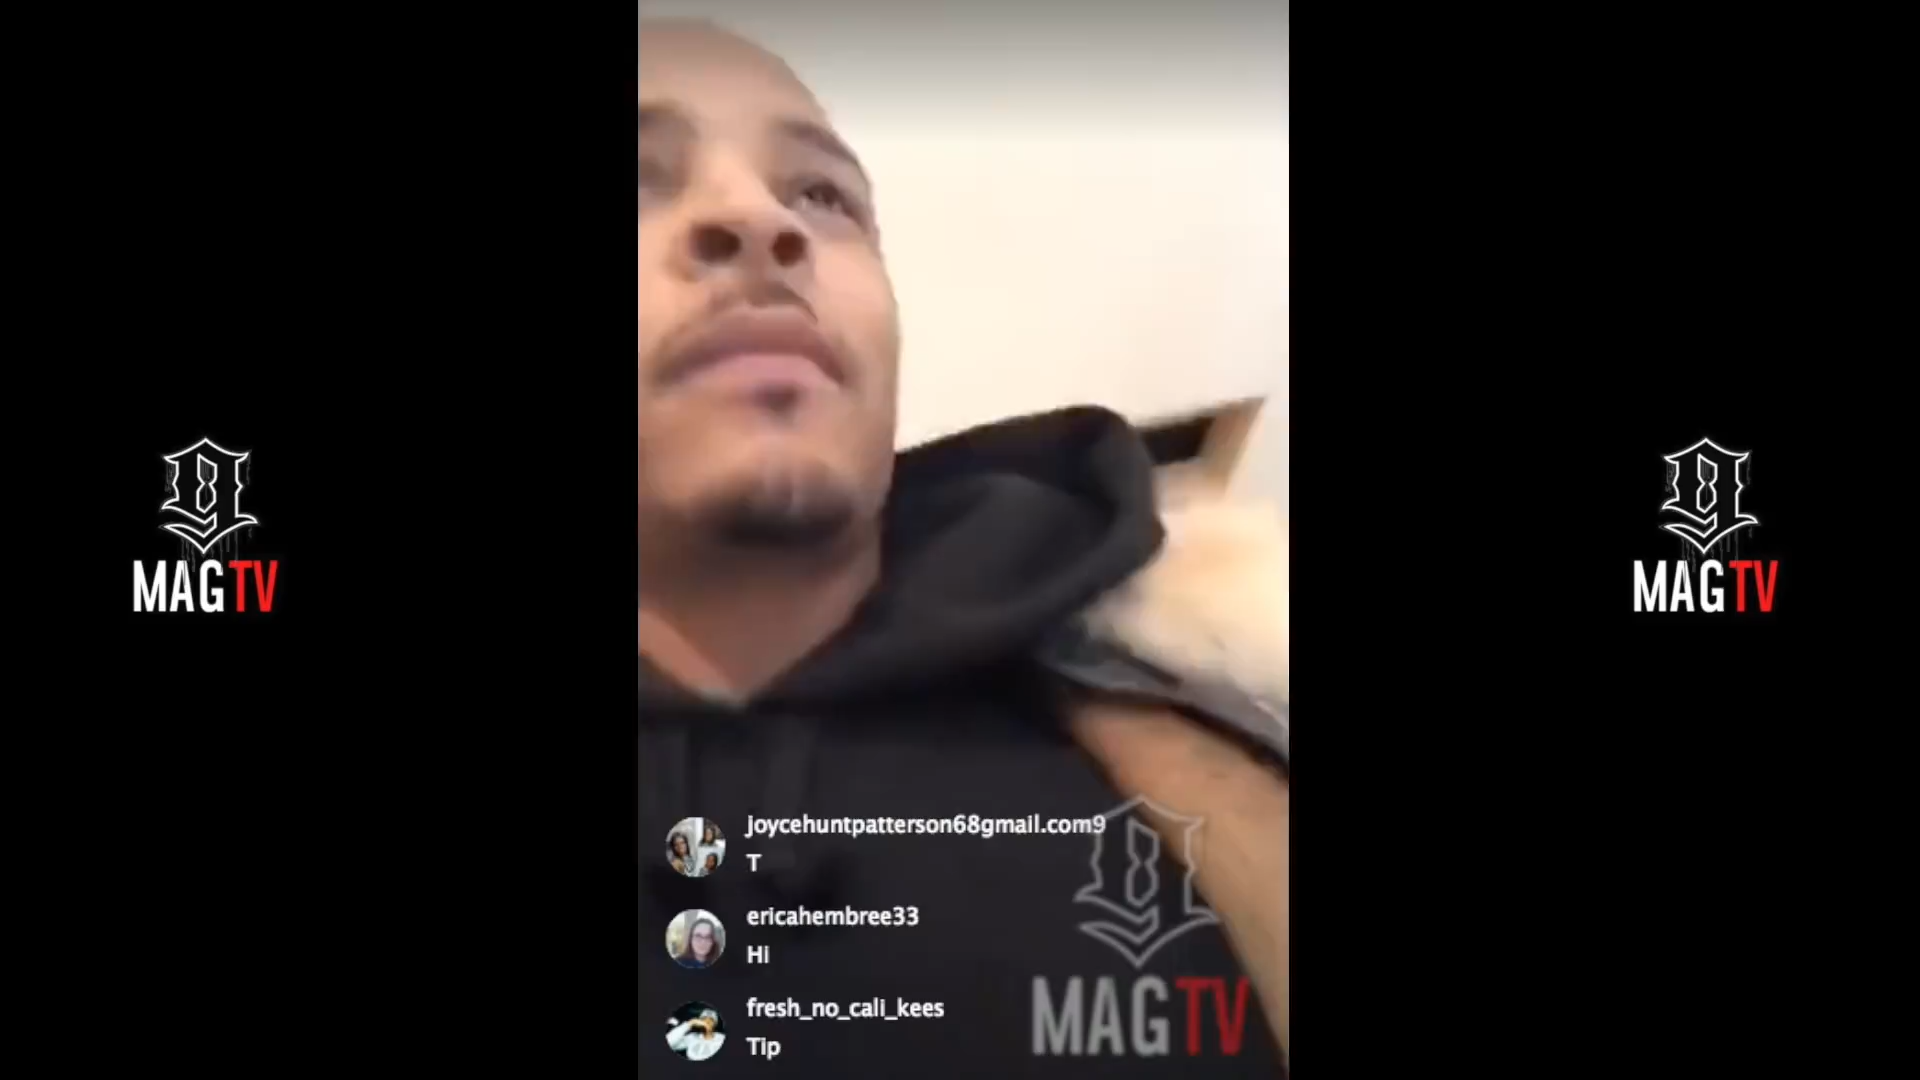 MAGTV
joycehuntpatterson68gmail.com9
T
ericahembree33
Hi
fresh_no_cali_kees
Tip
MAGTV
MAGTV